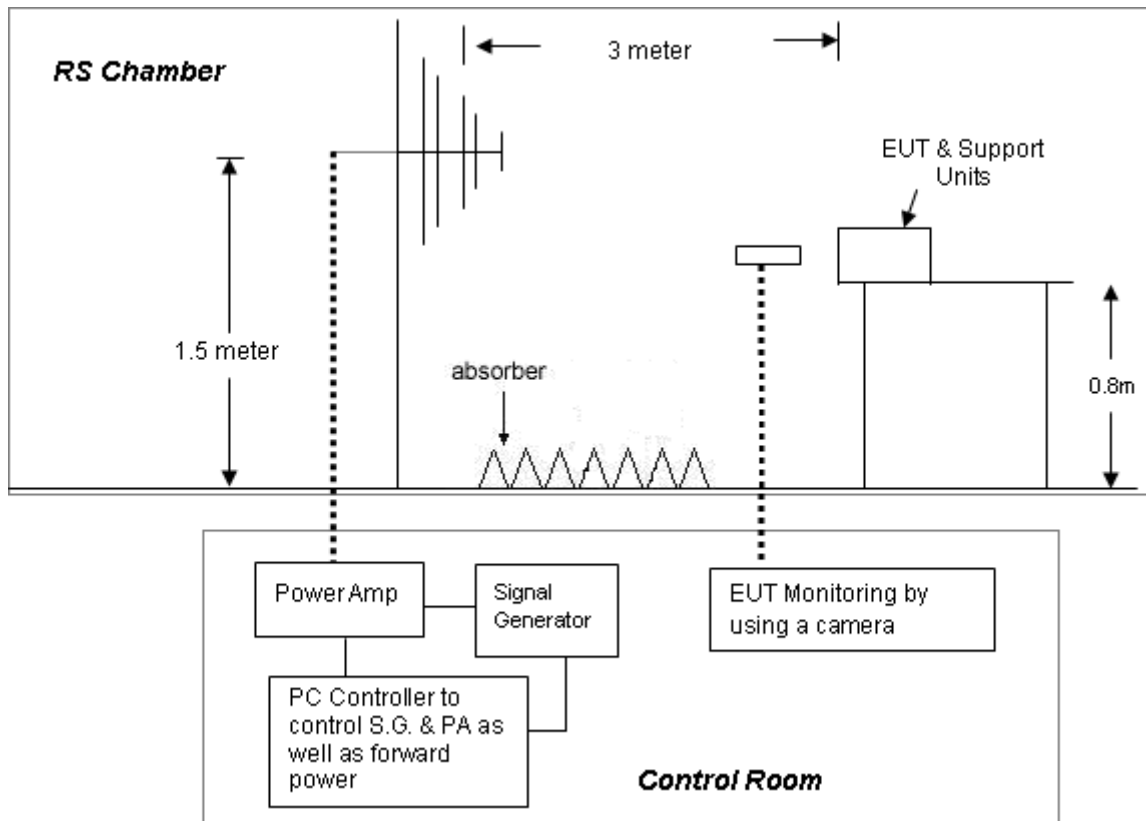 RS Chamber
3 meter
EUT & Support
Units
1.5 meter
absorber
0.8m
Power Amp
Signal
Generator
EUT Monitoring by
using a camera
PC Controller to
control S.G. & PA as
well as forward
power
Control Room